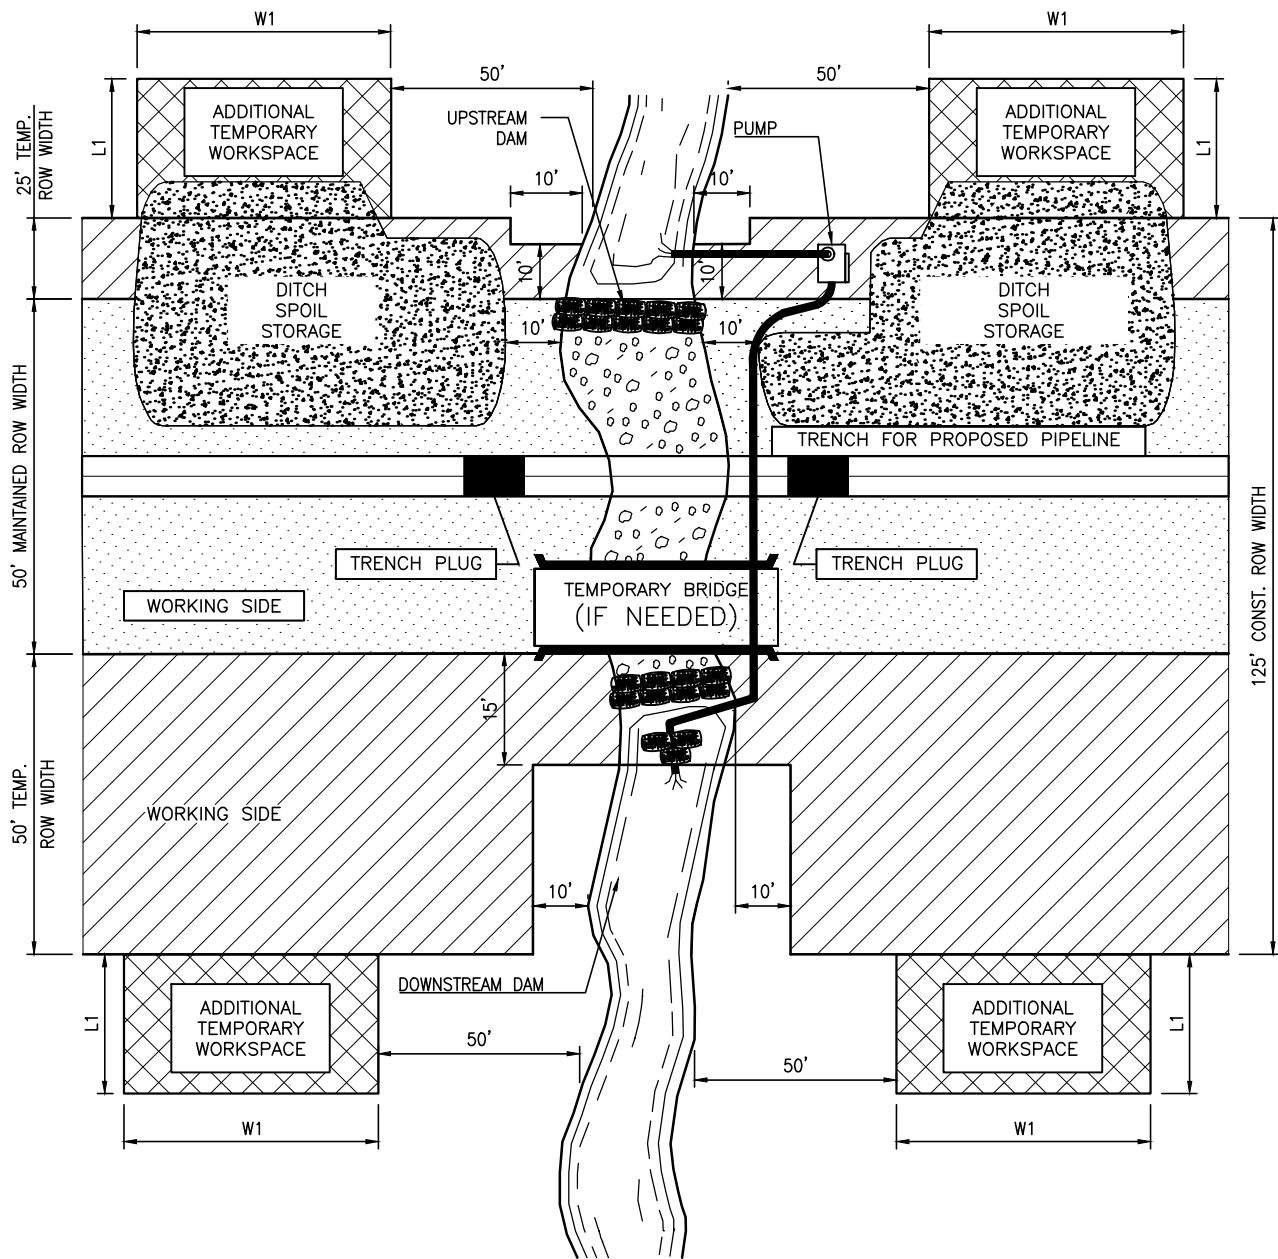 W1
W1
50'
50'
UPSTREAM
DAM
PUMP
ADDITIONAL
TEMPORARY
WORKSPACE
ADDITIONAL
TEMPORARY
WORKSPACE
L1
L1
25' TEMP.
ROW WIDTH
10'
10'
10'
10'
DITCH
SPOIL
STORAGE
DITCH
SPOIL
STORAGE
10'
10'
50' MAINTAINED ROW WIDTH
TRENCH FOR PROPOSED PIPELINE
TRENCH PLUG
TRENCH PLUG
WORKING SIDE
TEMPORARY BRIDGE
(IF NEEDED)
125' CONST. ROW WIDTH
15'
50' TEMP.
ROW WIDTH
WORKING SIDE
10'
10'
DOWNSTREAM DAM
ADDITIONAL
TEMPORARY
WORKSPACE
ADDITIONAL
TEMPORARY
WORKSPACE
L1
L1
50'
50'
W1
W1